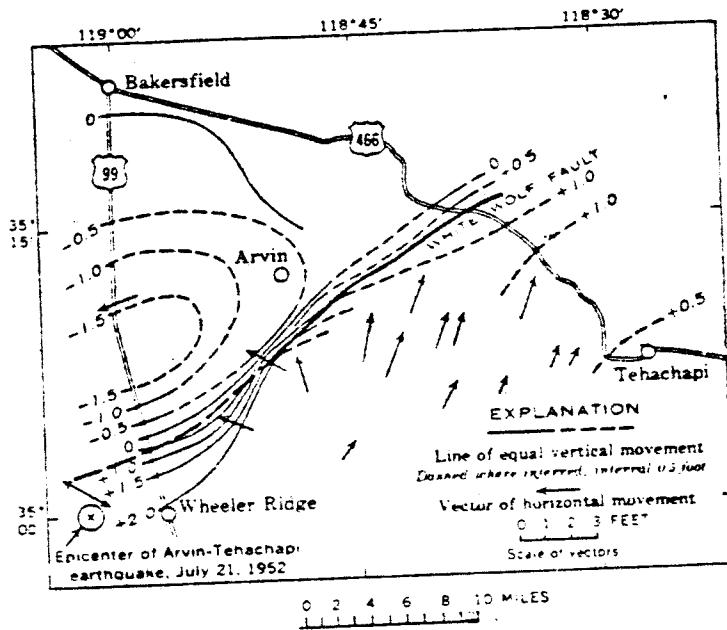 119°00' 118°45' 118°30'
Bakersfield
0
466
99
0
+0.5
WHITE WOLF FAULT
+1.0
+1.0
35°
15'
-0.5
Arvin
-1.0
-1.5
+0.5
Tehachapi
-1.5
-1.0
-0.5
0
+1.5
+2.0
Wheeler Ridge
35°
00'
Epicenter of Arvin-Tehachapi
earthquake, July 21, 1952
EXPLANATION
Line of equal vertical movement
Dashed where inferred, interval 0.5 foot
Vector of horizontal movement
0 1 2 3 FEET
Scale of vectors
0 2 4 6 8 10 MILES